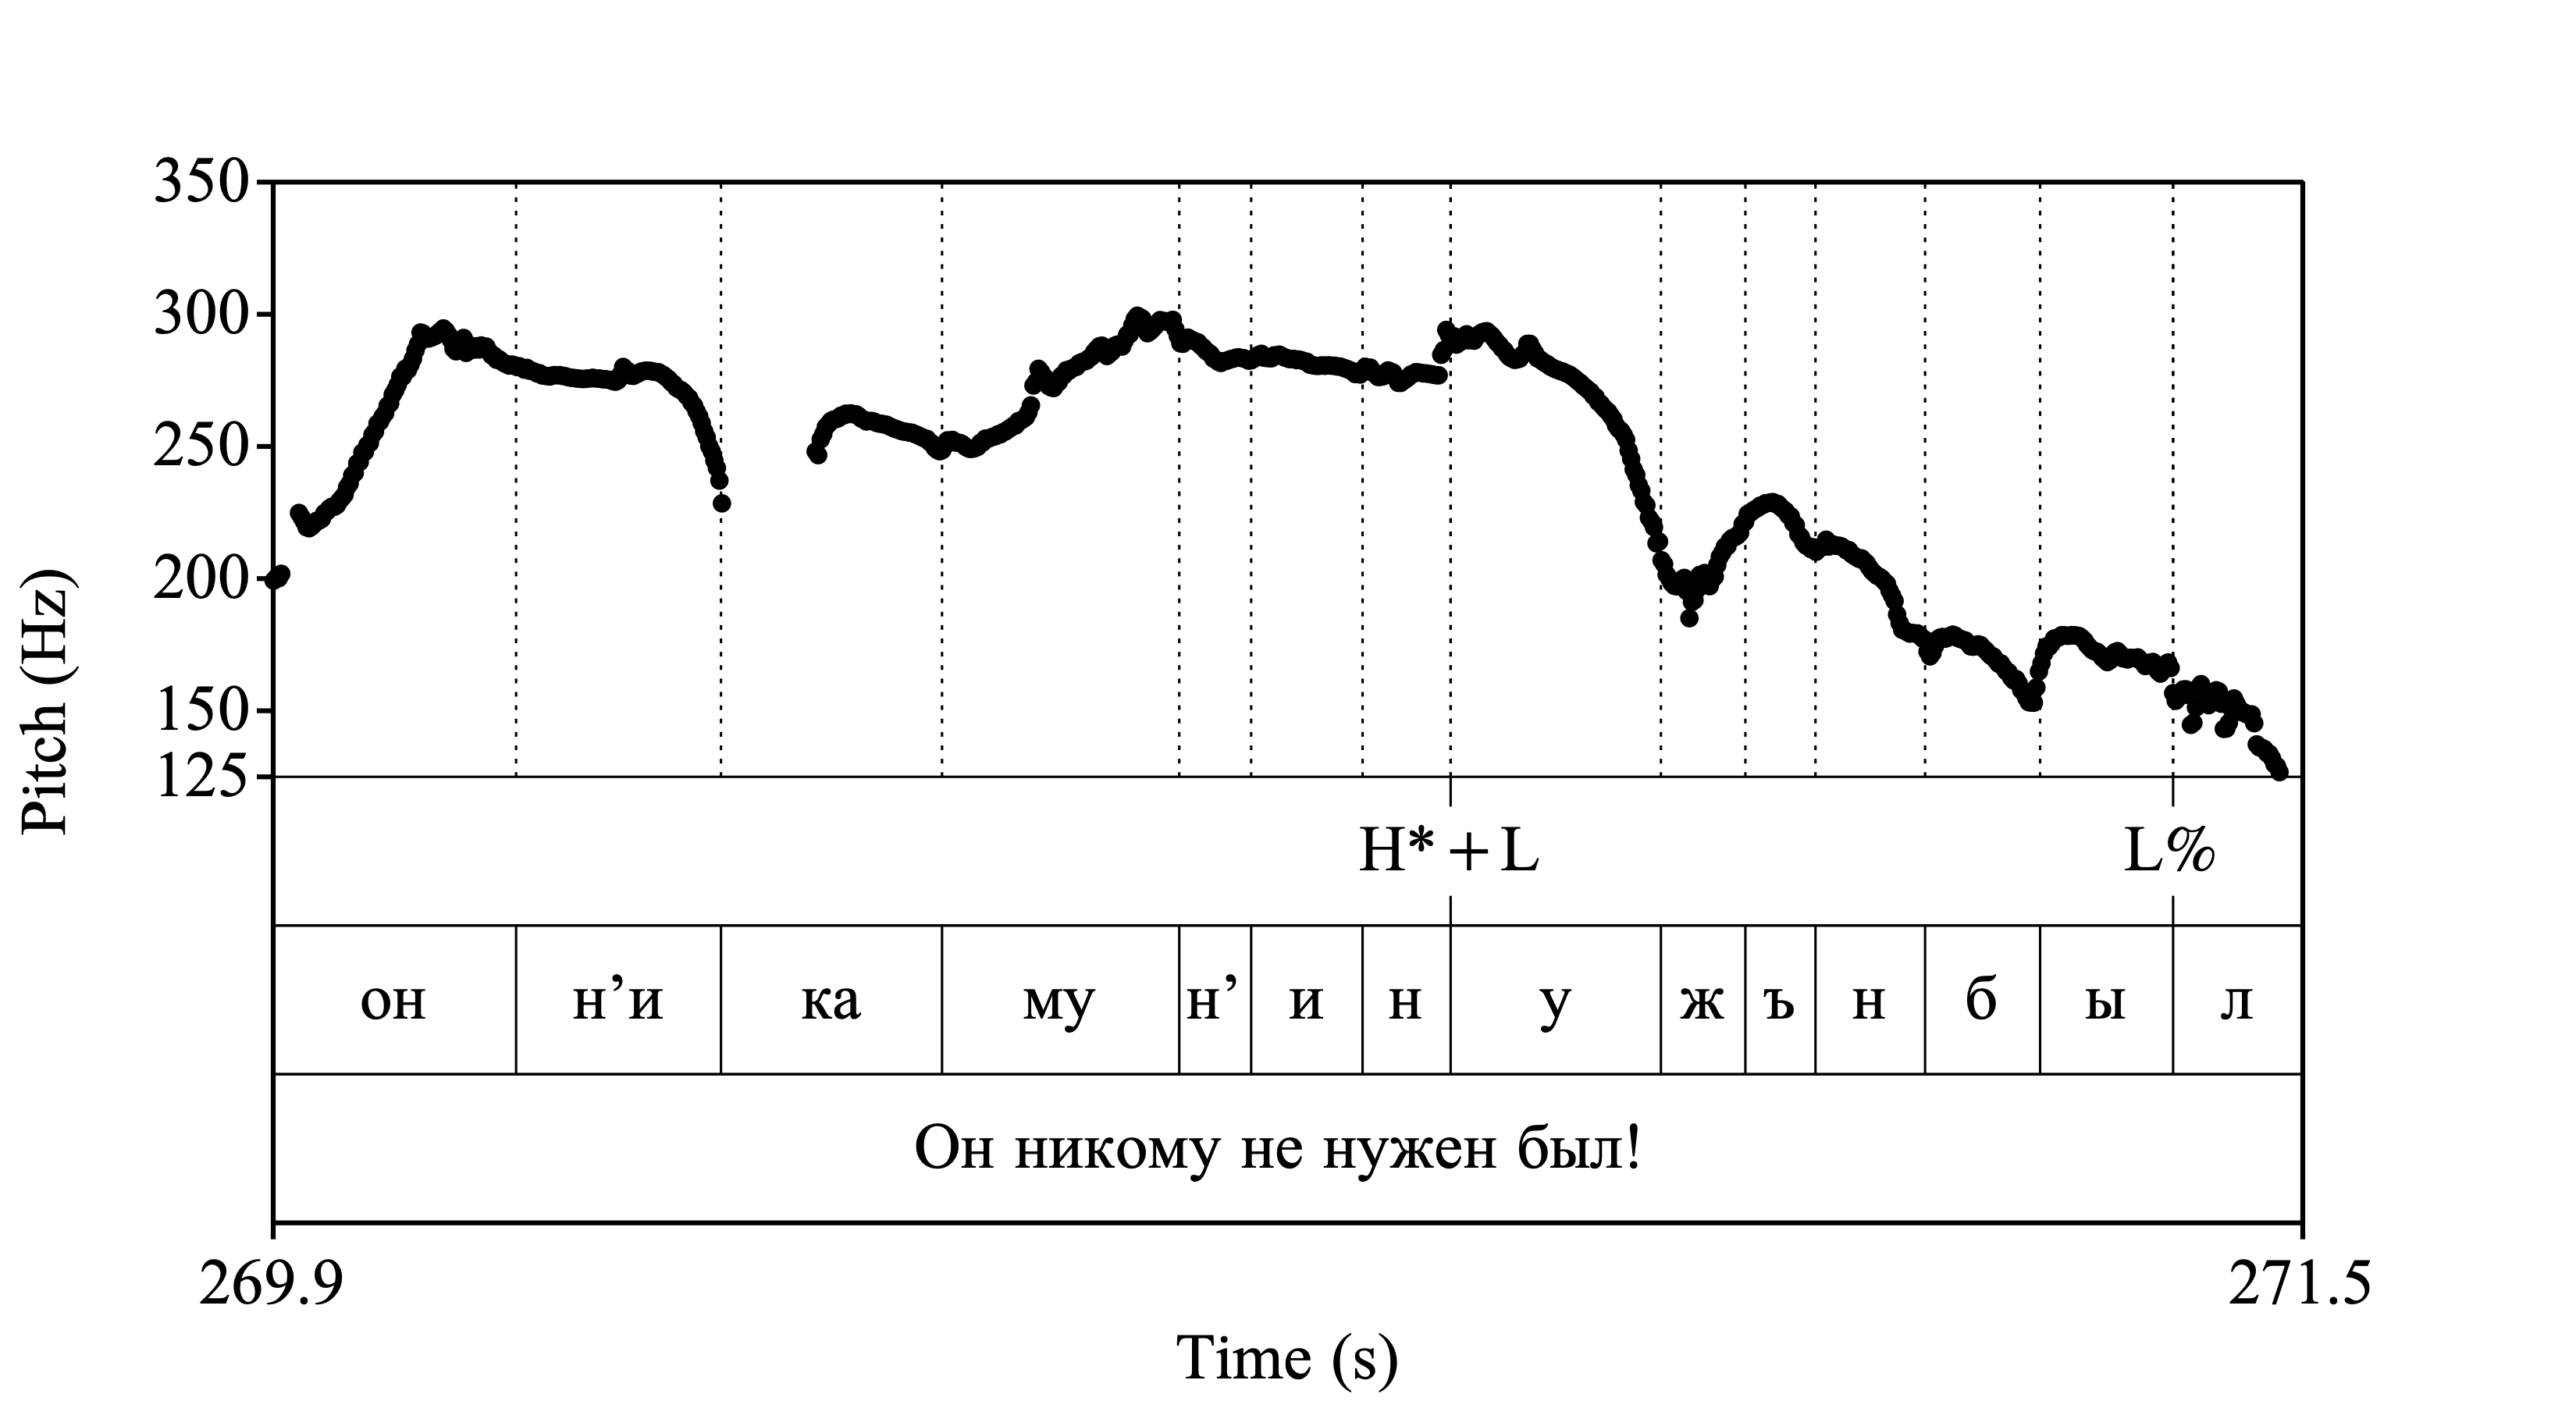 350
300
250
200
150
125
Pitch (Hz)
H* + L L%
он н’и ка му н’ и н у ж ъ н б ы л
Он никому не нужен был!
269.9 271.5
Time (s)